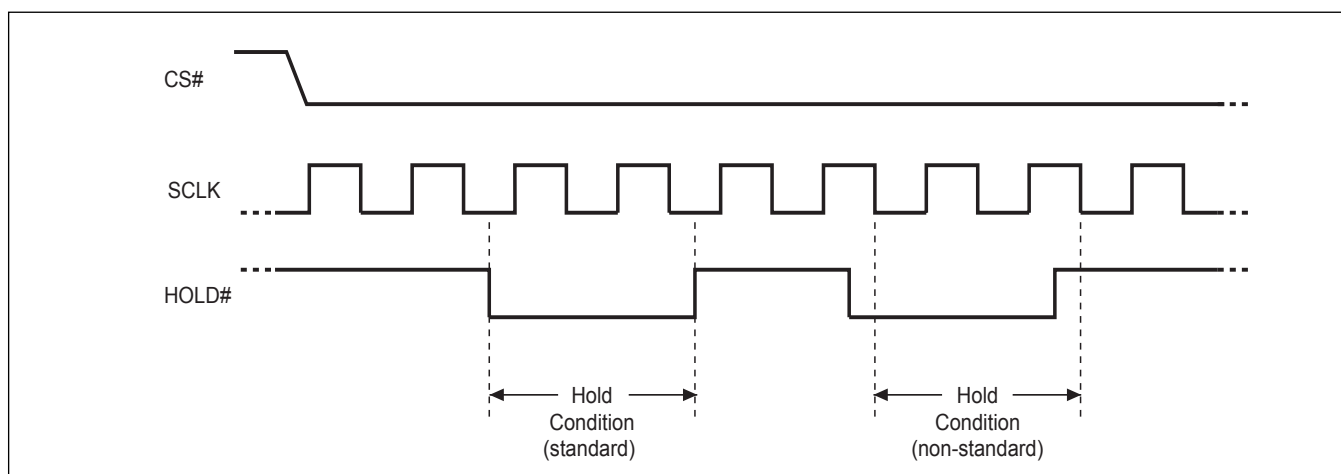 CS#
SCLK
HOLD#
Hold
Condition
(standard)
Hold
Condition
(non-standard)